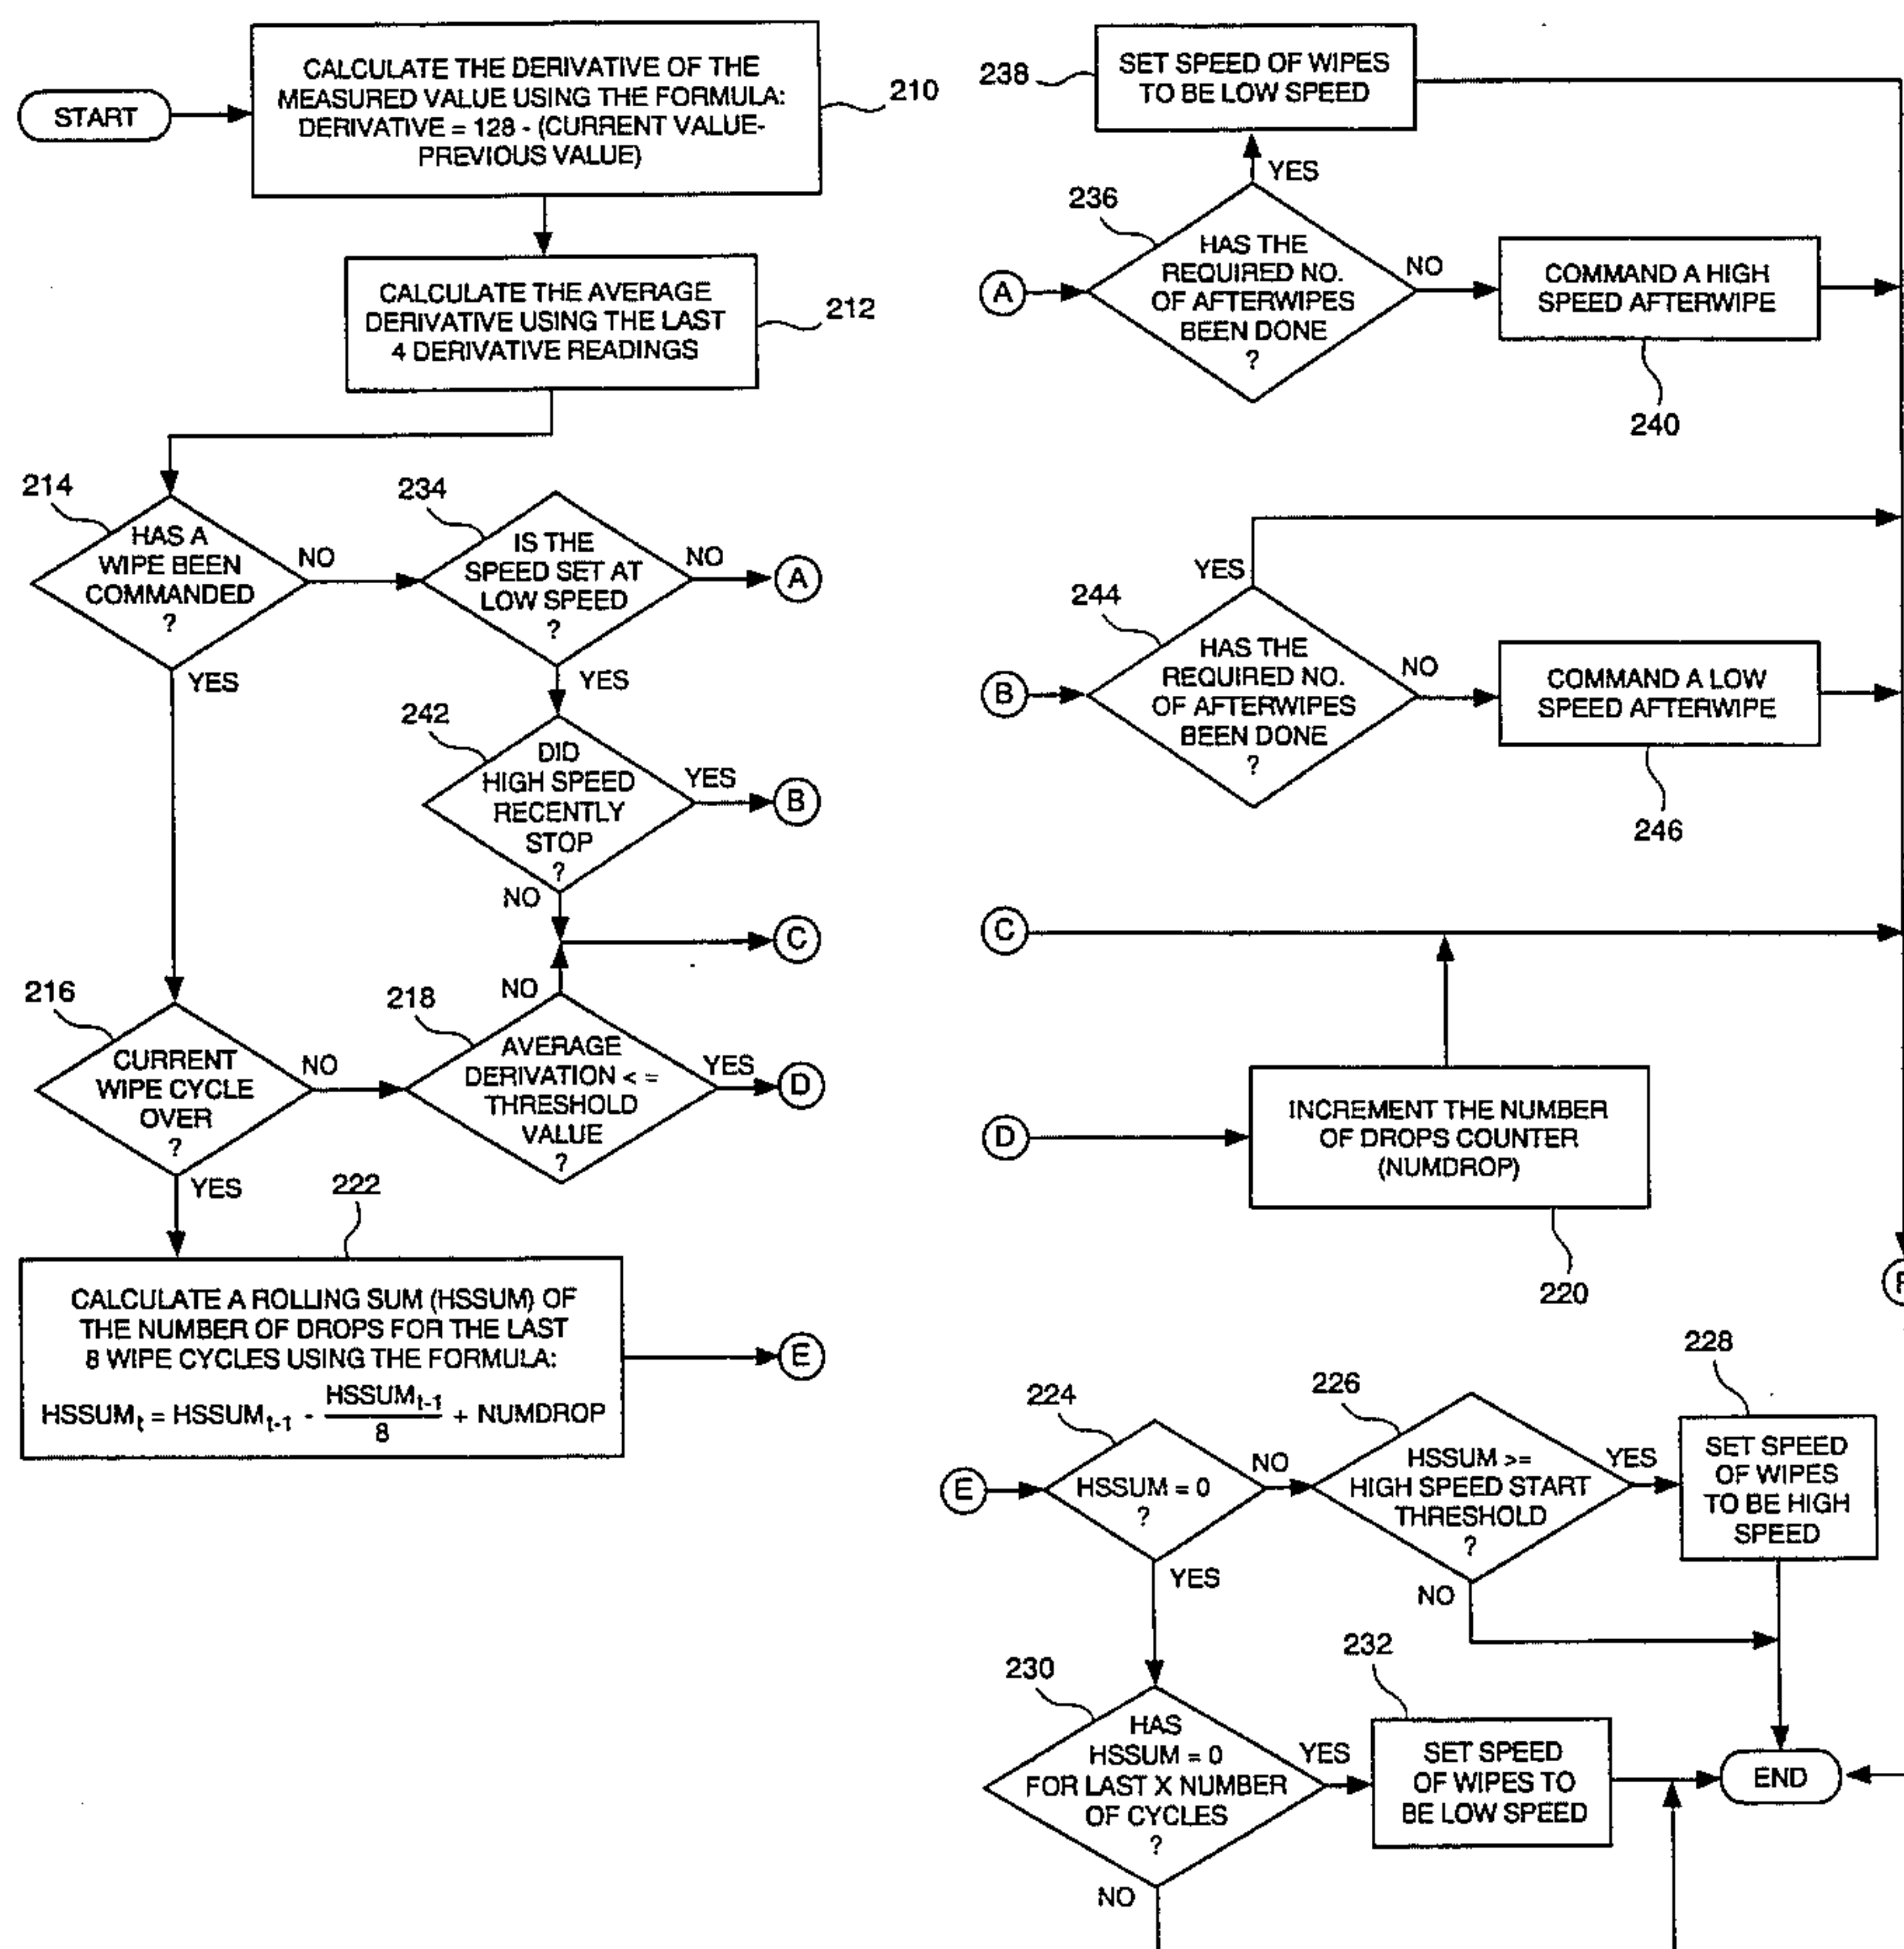 START
CALCULATE THE DERIVATIVE OF THE
MEASURED VALUE USING THE FORMULA:
DERIVATIVE = 128 - (CURRENT VALUE-
PREVIOUS VALUE)
210
CALCULATE THE AVERAGE
DERIVATIVE USING THE LAST
4 DERIVATIVE READINGS
212
214
HAS A
WIPE BEEN
COMMANDED
?
NO
YES
234
IS THE
SPEED SET AT
LOW SPEED
?
NO
A
YES
242
DID
HIGH SPEED
RECENTLY
STOP
?
YES
B
NO
C
216
CURRENT
WIPE CYCLE
OVER
?
NO
YES
218
NO
AVERAGE
DERIVATION < =
THRESHOLD
VALUE
?
YES
D
222
CALCULATE A ROLLING SUM (HSSUM) OF
THE NUMBER OF DROPS FOR THE LAST
8 WIPE CYCLES USING THE FORMULA:
HSSUMt = HSSUMt-1 - HSSUMt-1 / 8 + NUMDROP
E
238
SET SPEED OF WIPES
TO BE LOW SPEED
YES
236
A
HAS THE
REQUIRED NO.
OF AFTERWIPES
BEEN DONE
?
NO
COMMAND A HIGH
SPEED AFTERWIPE
240
YES
244
B
HAS THE
REQUIRED NO.
OF AFTERWIPES
BEEN DONE
?
NO
COMMAND A LOW
SPEED AFTERWIPE
246
C
D
INCREMENT THE NUMBER
OF DROPS COUNTER
(NUMDROP)
220
224
E
HSSUM = 0
?
NO
YES
226
HSSUM >=
HIGH SPEED START
THRESHOLD
?
YES
NO
228
SET SPEED
OF WIPES
TO BE HIGH
SPEED
230
HAS
HSSUM = 0
FOR LAST X NUMBER
OF CYCLES
?
YES
NO
232
SET SPEED
OF WIPES TO
BE LOW SPEED
END